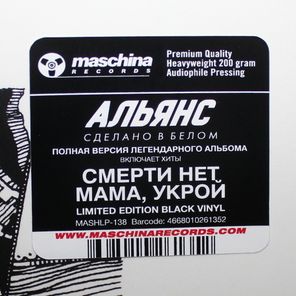 maschina
RECORDS
Premium Quality
Heavyweight 200 gram
Audiophile Pressing
АЛЬЯНС
СДЕЛАНО В БЕЛОМ
ПОЛНАЯ ВЕРСИЯ ЛЕГЕНДАРНОГО АЛЬБОМА
ВКЛЮЧАЕТ ХИТЫ
СМЕРТИ НЕТ
МАМА, УКРОЙ
LIMITED EDITION BLACK VINYL
MASHLP-138 Barcode: 4668010261352
WWW.MASCHINARECORDS.COM